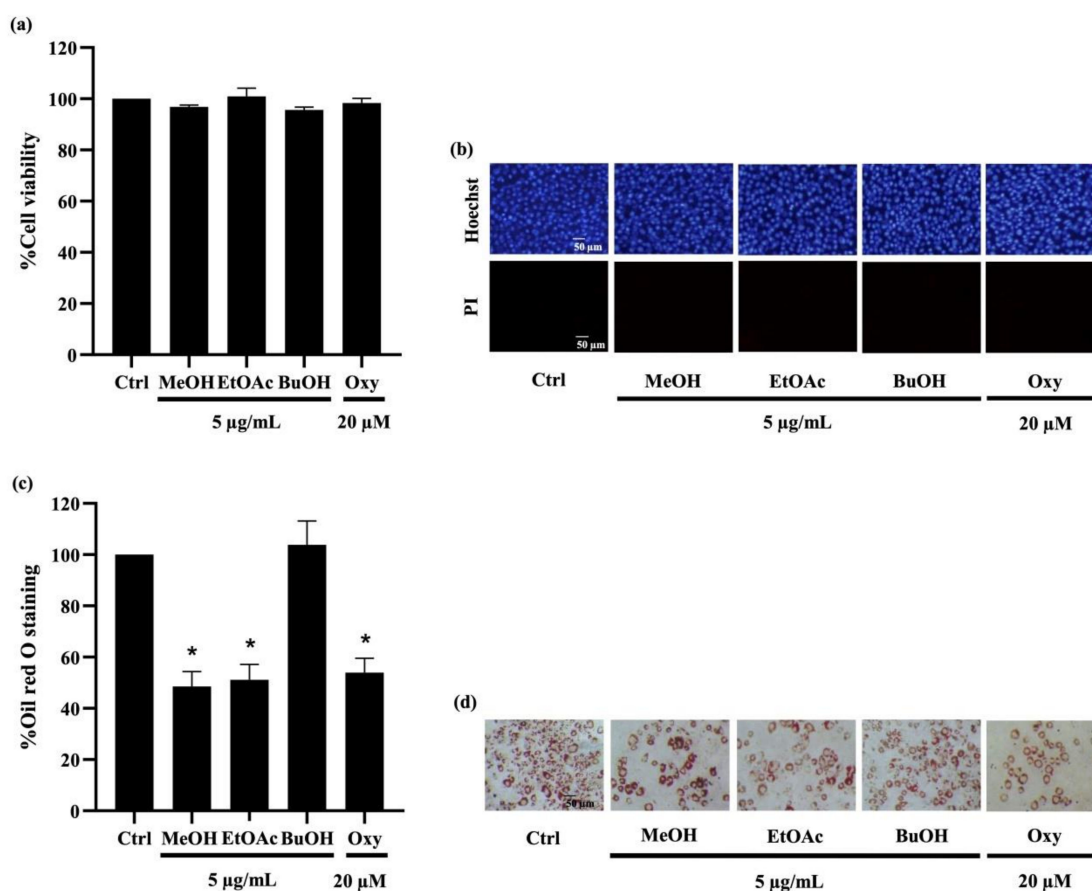 (a)
%Cell viability
120
100
80
60
40
20
0
Ctrl MeOH EtOAc BuOH Oxy
5 µg/mL 20 µM
(b)
Hoechst
50 µm
PI
50 µm
Ctrl MeOH EtOAc BuOH Oxy
5 µg/mL 20 µM
(c)
%Oil red O staining
120
100
80
60
40
20
0
* * *
Ctrl MeOH EtOAc BuOH Oxy
5 µg/mL 20 µM
(d)
50 µm
Ctrl MeOH EtOAc BuOH Oxy
5 µg/mL 20 µM